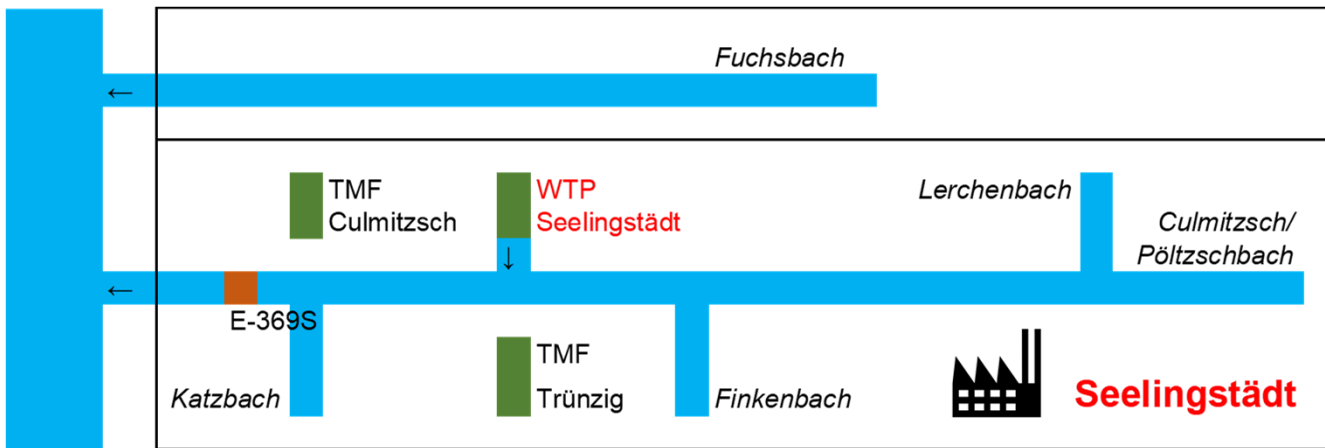 ←
Fuchsbach
TMF
Culmitzsch
WTP
Seelingstädt
↓
Lerchenbach
Culmitzsch/
Pöltzschbach
←
E-369S
Katzbach
TMF
Trünzig
Finkenbach
Seelingstädt